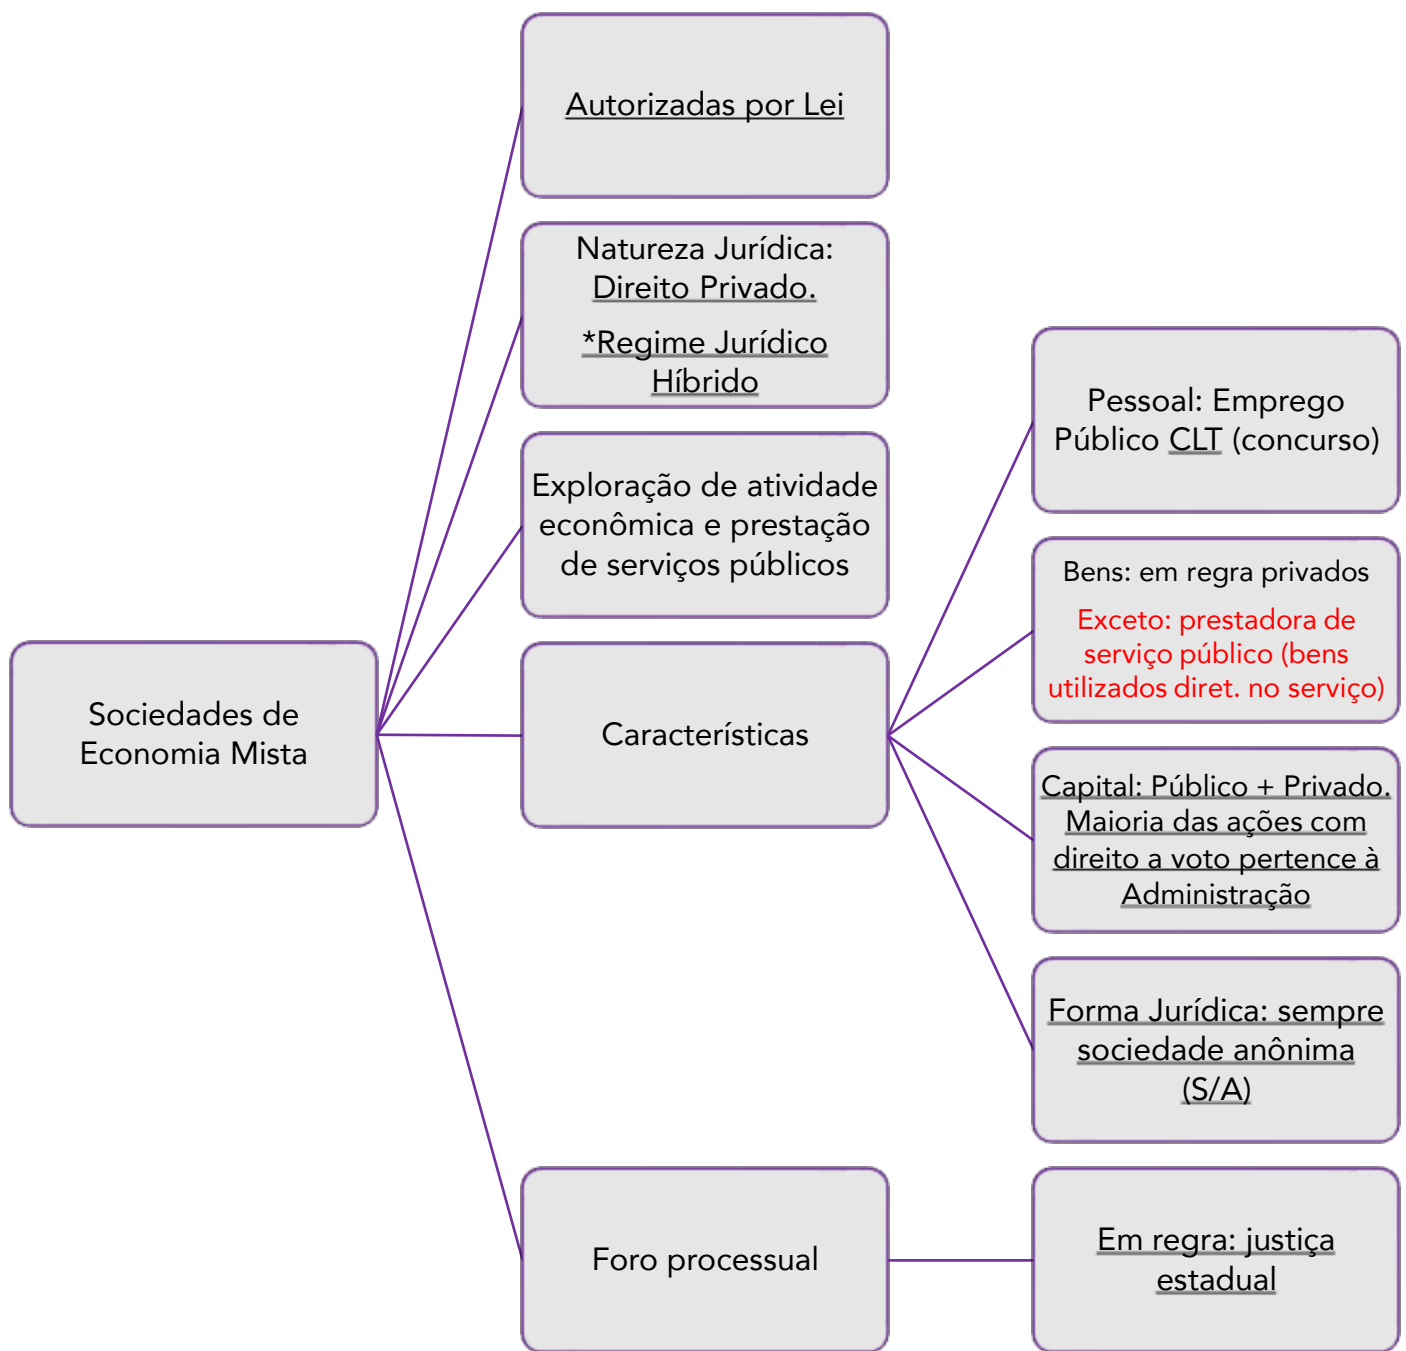 Autorizadas por Lei
Natureza Jurídica:
Direito Privado.
*Regime Jurídico
Híbrido
Exploração de atividade
econômica e prestação
de serviços públicos
Sociedades de
Economia Mista
Características
Pessoal: Emprego
Público CLT (concurso)
Bens: em regra privados
Exceto: prestadora de
serviço público (bens
utilizados diret. no serviço)
Capital: Público + Privado.
Maioria das ações com
direito a voto pertence à
Administração
Forma Jurídica: sempre
sociedade anônima
(S/A)
Foro processual
Em regra: justiça
estadual